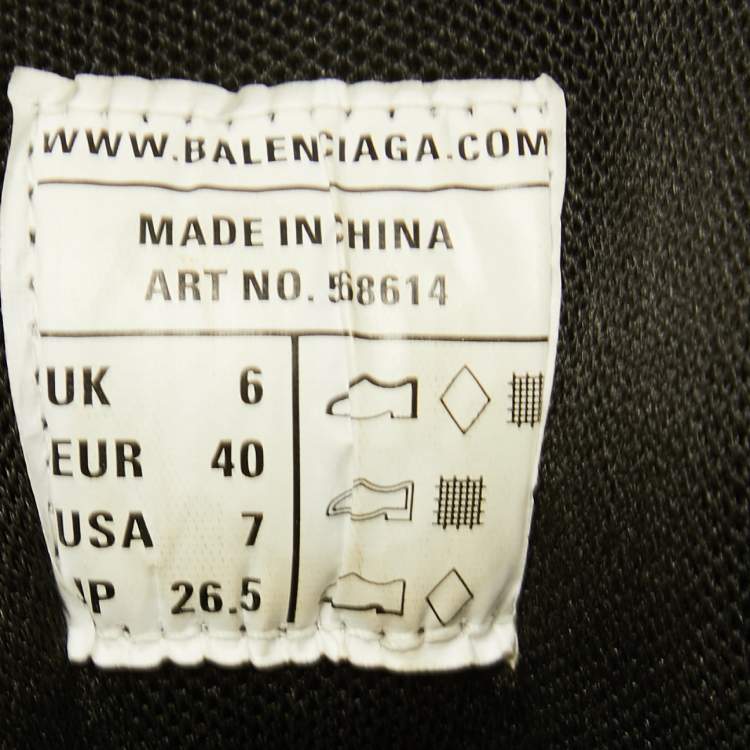 WWW.BALENCIAGA.COM
MADE IN CHINA
ART NO. 568614
UK 6
EUR 40
USA 7
JP 26.5